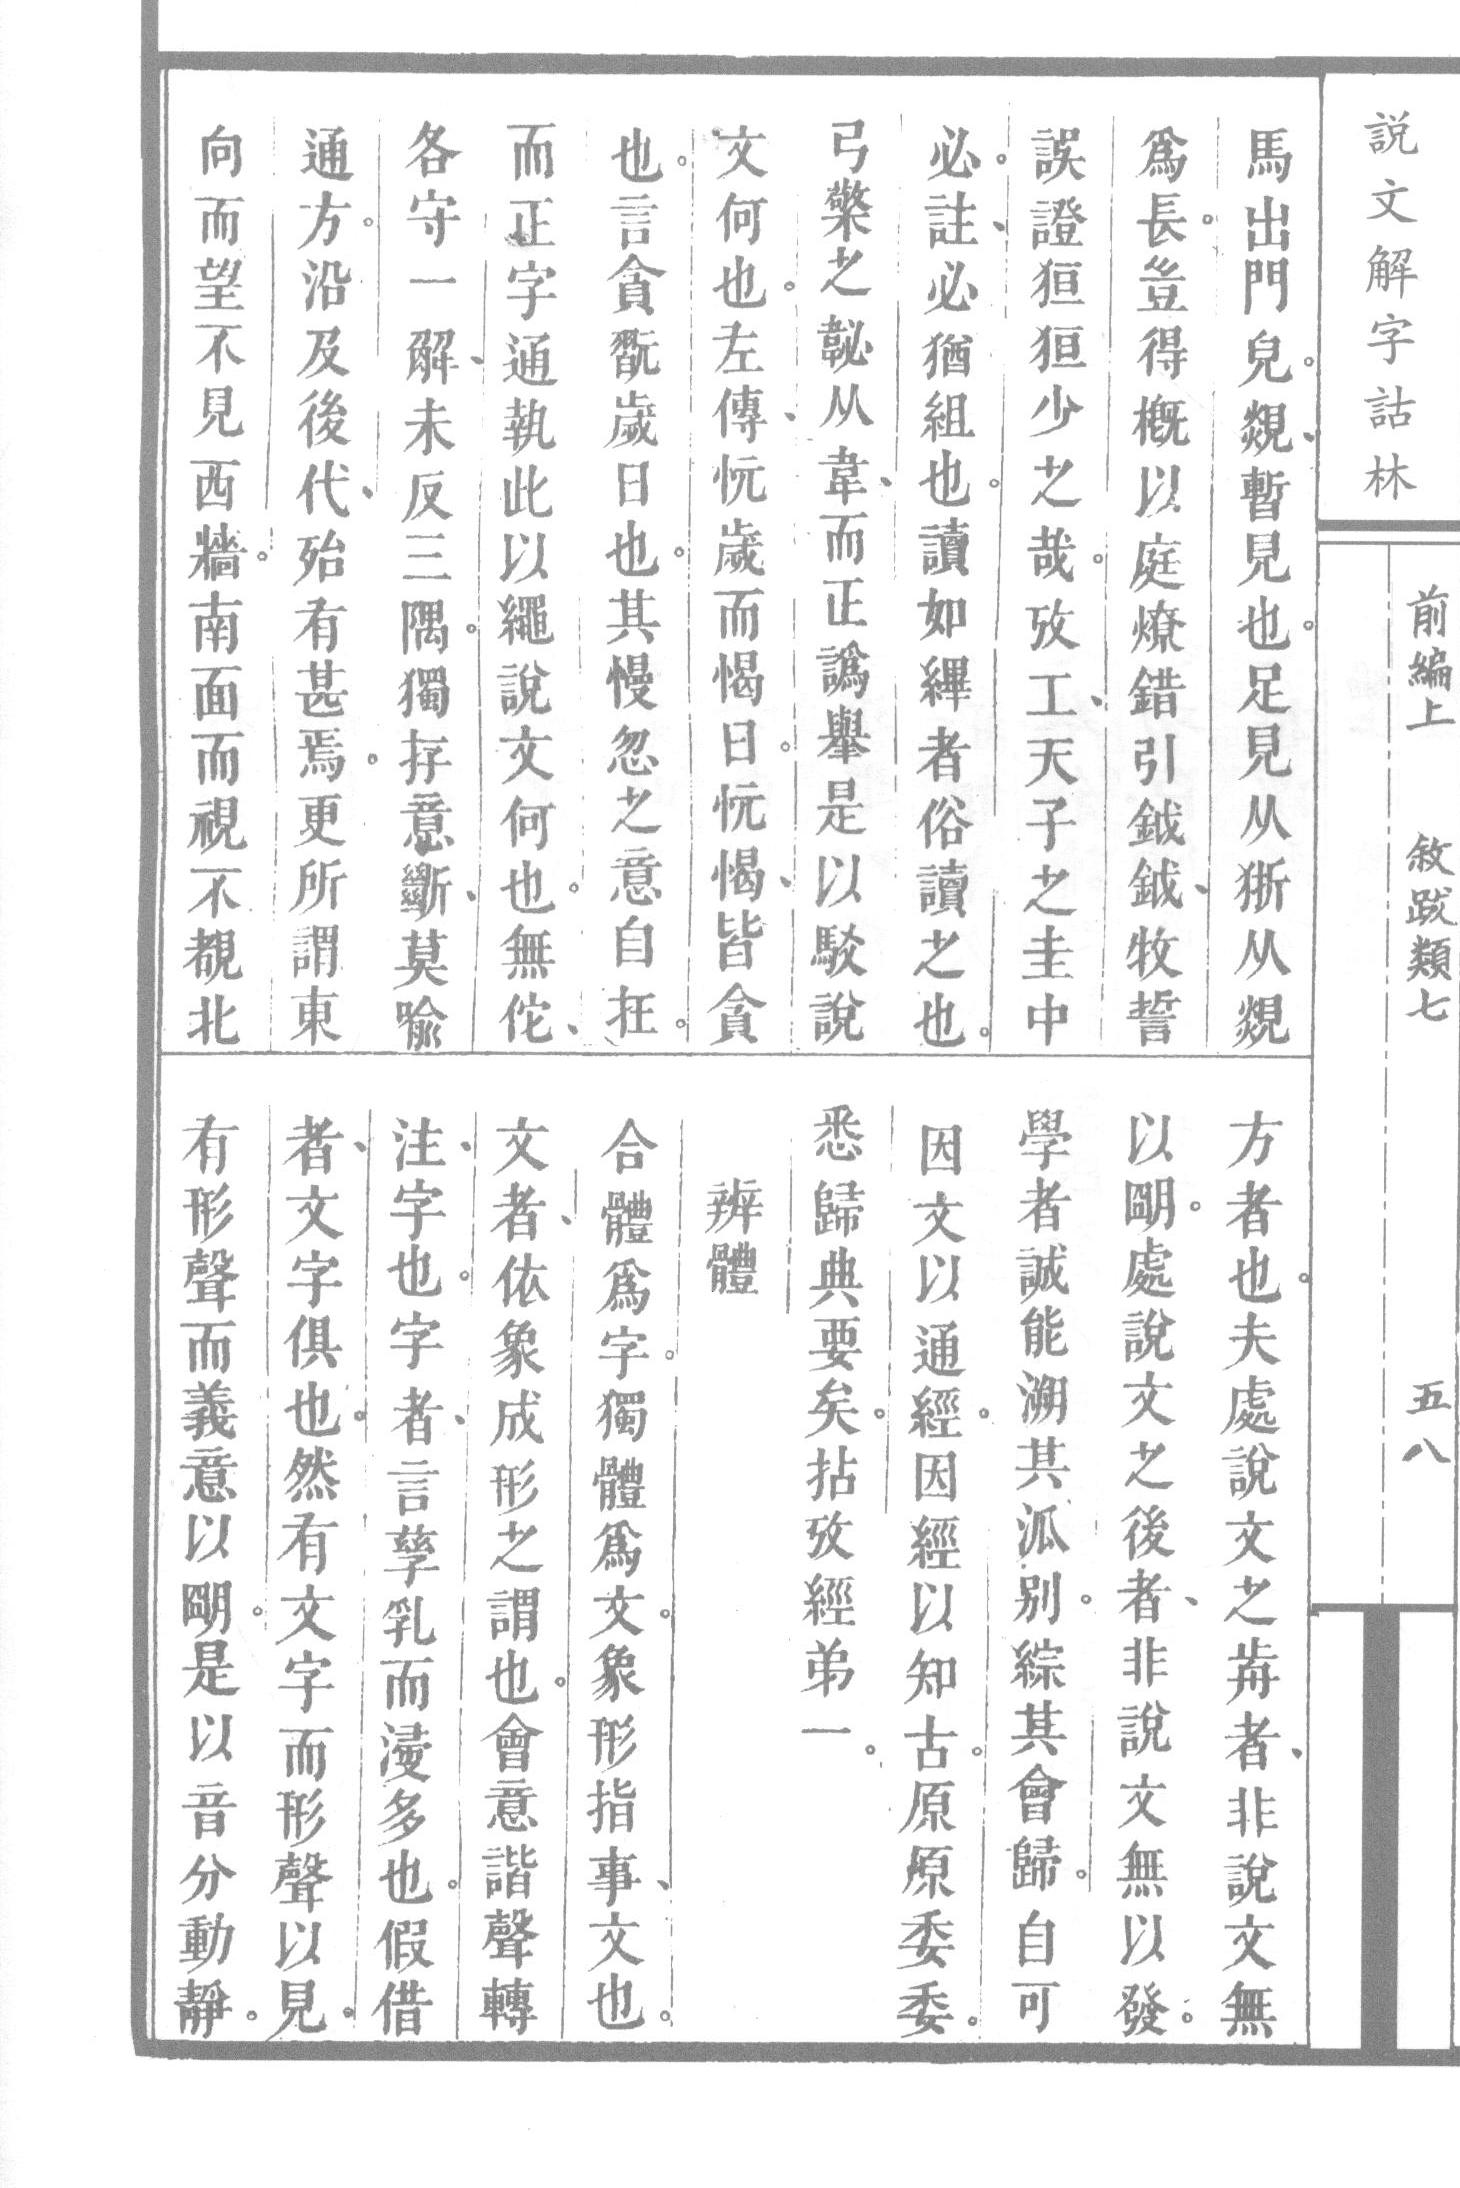 説文解字詁林
前編上 敘跋類七 五八
馬出門皃。覢、暫見也。足見从㹞从覢
爲長。豈得槪以庭燎錯引鉞鉞、牧誓
誤證狟狟少之哉。攷工、天子之圭中
必。註、必猶組也。讀如縪者俗讀之也。
弓檠之䪐从韋、而正譌舉是以駁說
文何也。左傳、忨歲而愒日。忨愒、皆貪
也。言貪翫歲日也。其慢忽之意自在。
而正字通執此以繩說文何也。無佗、
各守一解、未反三隅。獨存意斷、莫喻
通方。沿及後代、殆有甚焉。更所謂東
向而望不見西牆。南面而視不覩北
方者也。夫處說文之歬者、非說文無
以朙。處說文之後者、非說文無以發。
學者誠能溯其泒别。綜其會歸。自可
因文以通經。因經以知古。原原委委。
悉歸典要矣。拈攷經弟一。
辨體
合體爲字。獨體爲文。象形指事、文也。
文者、依象成形之謂也。會意諧聲轉
注、字也。字者、言孳乳而浸多也。假借
者、文字俱也。然有文字而形聲以見。
有形聲而義意以朙。是以音分動靜。